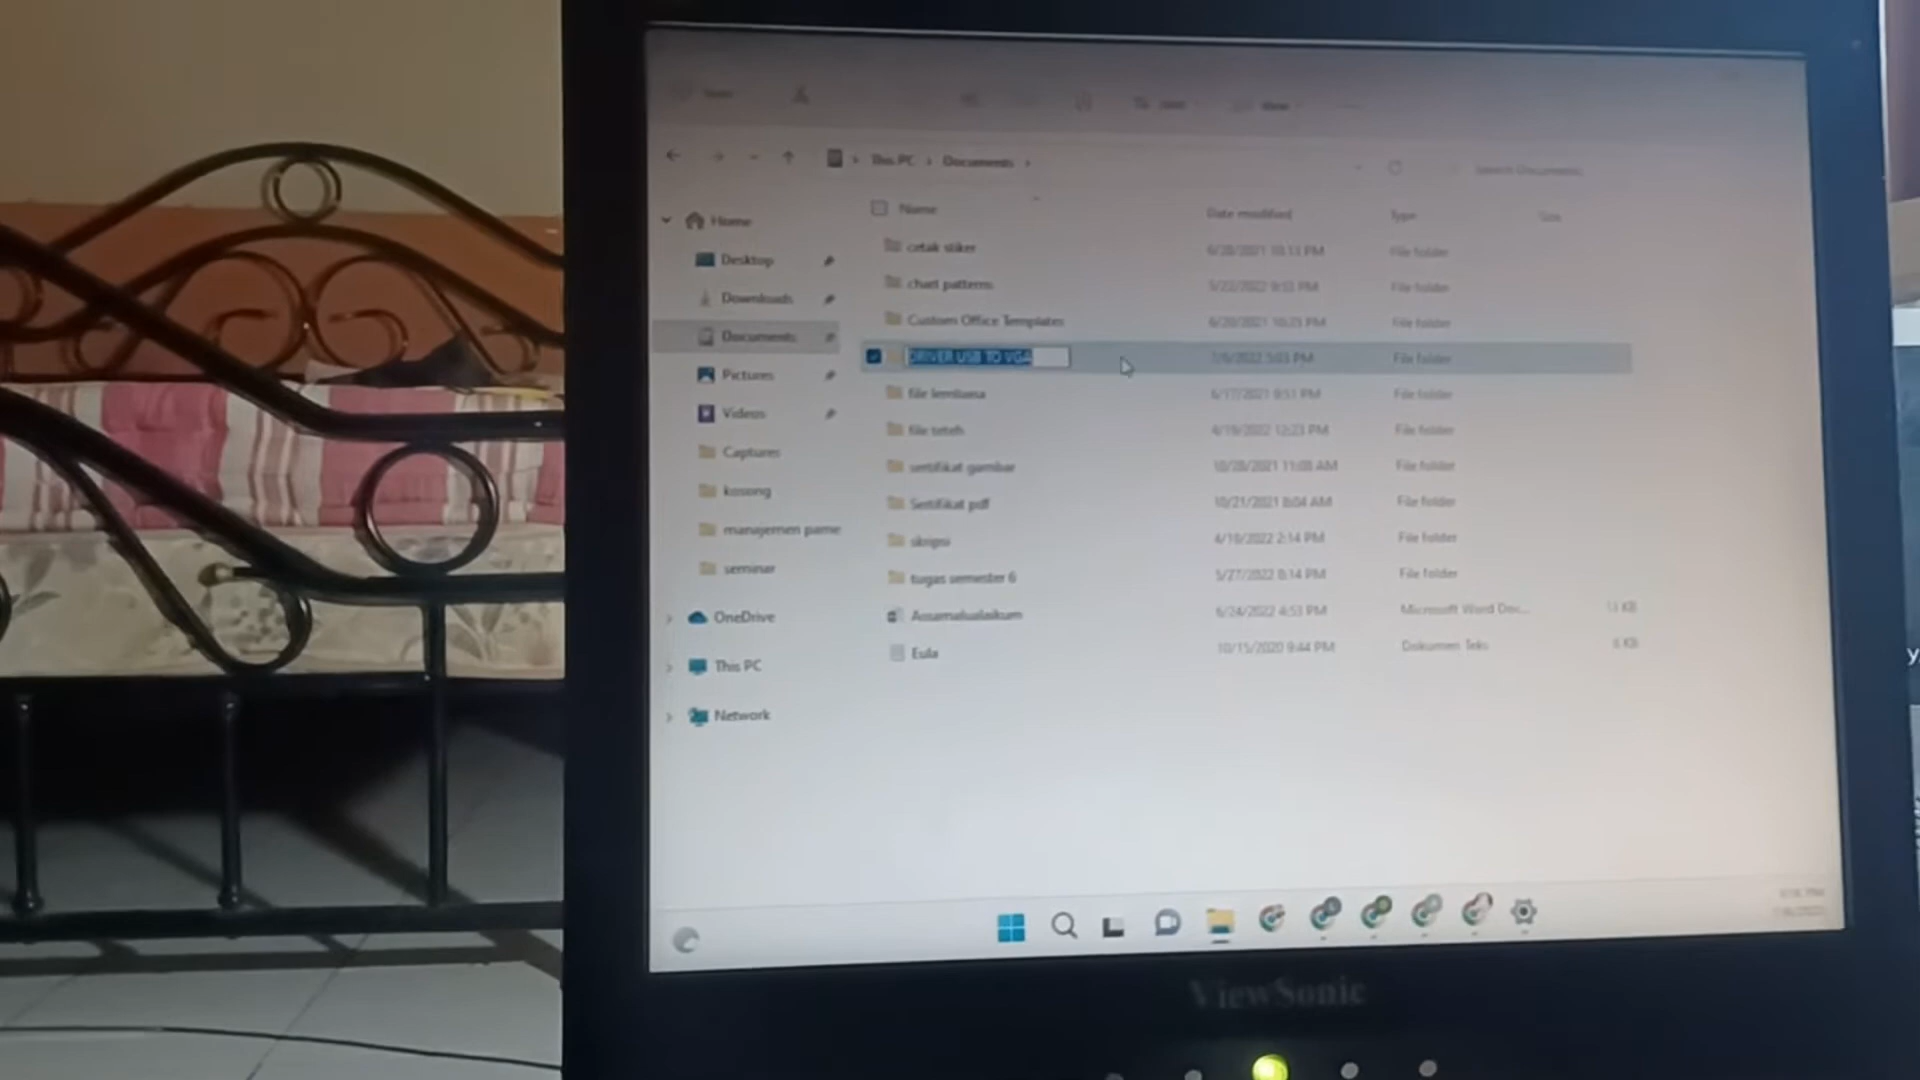 This PC › Documents ›
Search Documents
Home
Desktop
Downloads
Documents
Pictures
Videos
Captures
kosong
manajemen pame
seminar
OneDrive
This PC
Network
Name Date modified Type Size
cetak stiker 6/28/2021 10:13 PM File folder
chart patterns 5/22/2022 9:53 PM File folder
Custom Office Templates 6/20/2021 10:25 PM File folder
DRIVER USB TO VGA 7/6/2022 5:03 PM File folder
file 6/17/2021 8:51 PM File folder
file teteh 4/19/2022 12:23 PM File folder
sertifikat gambar 10/28/2021 11:08 AM File folder
Sertifikat pdf 10/21/2021 8:04 AM File folder
skripsi 4/16/2022 2:14 PM File folder
tugas semester 6 5/27/2022 8:14 PM File folder
Assamalualaikum 6/24/2022 4:53 PM Microsoft Word Doc... 13 KB
Eula 10/15/2020 9:44 PM Dokumen Teks 8 KB
ViewSonic